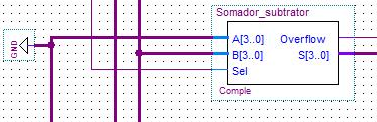 Somador_subtrator
GND
A[3..0] Overflow
B[3..0] S[3..0]
Sel
Comple